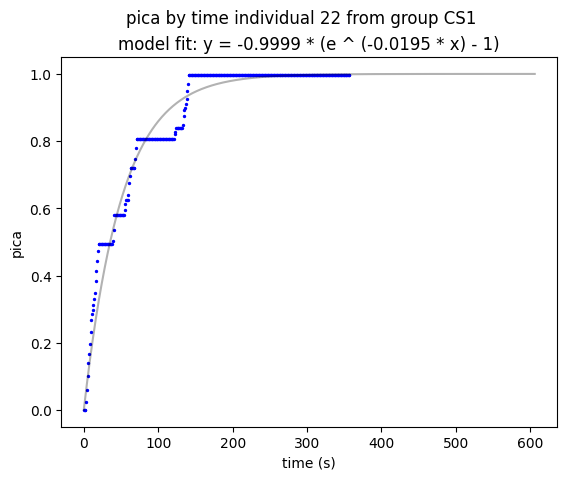 pica by time individual 22 from group CS1
model fit: y = -0.9999 * (e ^ (-0.0195 * x) - 1)
1.0
0.8
0.6
0.4
0.2
0.0
pica
0 100 200 300 400 500 600
time (s)